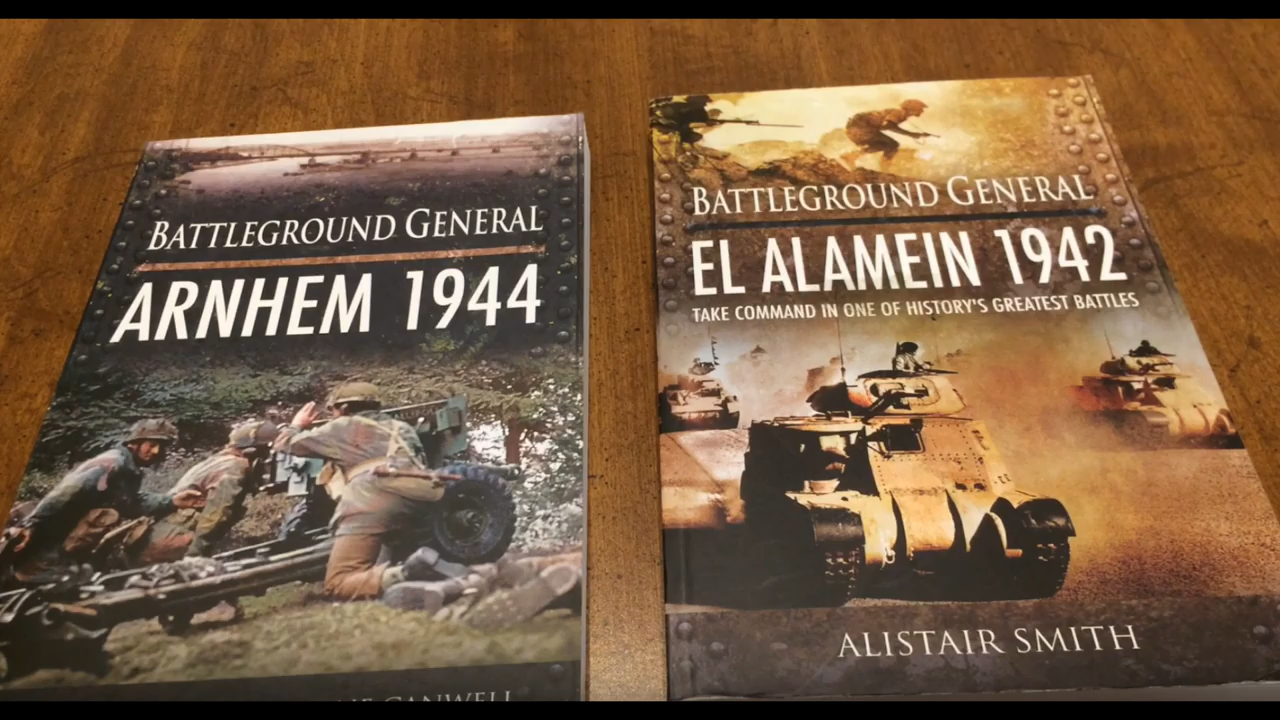 BATTLEGROUND GENERAL
ARNHEM 1944
CANWELL
BATTLEGROUND GENERAL
EL ALAMEIN 1942
TAKE COMMAND IN ONE OF HISTORY'S GREATEST BATTLES
ALISTAIR SMITH